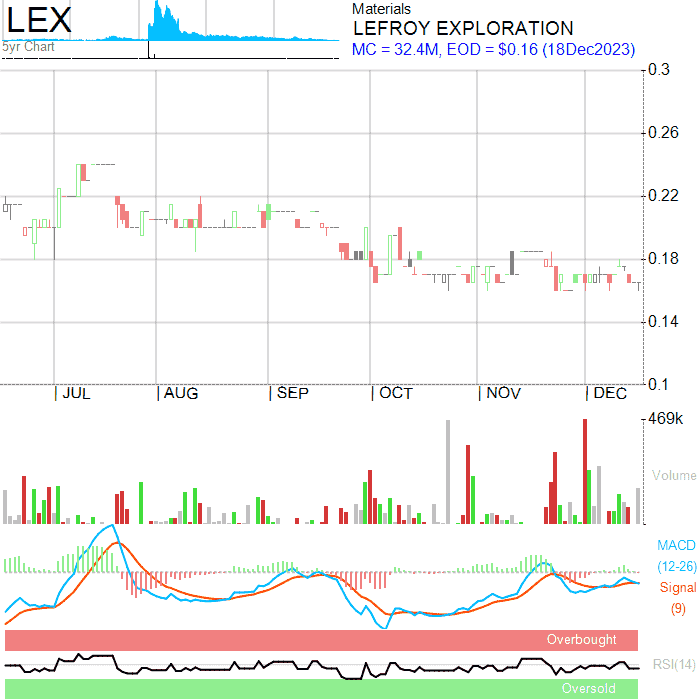 LEX
5yr Chart
Materials
LEFROY EXPLORATION
MC = 32.4M, EOD = $0.16 (18Dec2023)
0.3
0.26
0.22
0.18
0.14
0.1
JUL AUG SEP OCT NOV DEC
469k
Volume
MACD
(12-26)
Signal
(9)
Overbought
RSI(14)
Oversold